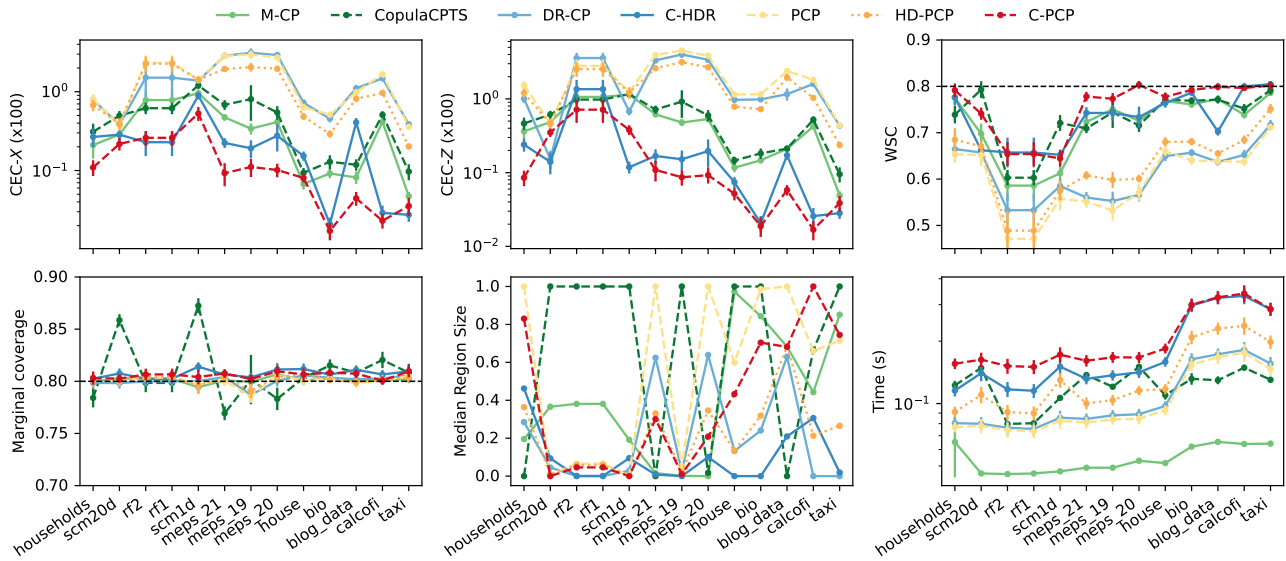 M-CP CopulaCPTS DR-CP C-HDR PCP HD-PCP C-PCP
CEC-X (x100)
10⁰
10⁻¹
CEC-Z (x100)
10¹
10⁰
10⁻¹
10⁻²
WSC
0.9
0.8
0.7
0.6
0.5
Marginal coverage
0.90
0.85
0.80
0.75
0.70
households scm20d rf2 rf1 scm1d meps_21 meps_19 meps_20 house bio blog_data calcofi taxi
Median Region Size
1.0
0.8
0.6
0.4
0.2
0.0
households scm20d rf2 rf1 scm1d meps_21 meps_19 meps_20 house bio blog_data calcofi taxi
Time (s)
10⁻¹
households scm20d rf2 rf1 scm1d meps_21 meps_19 meps_20 house bio blog_data calcofi taxi